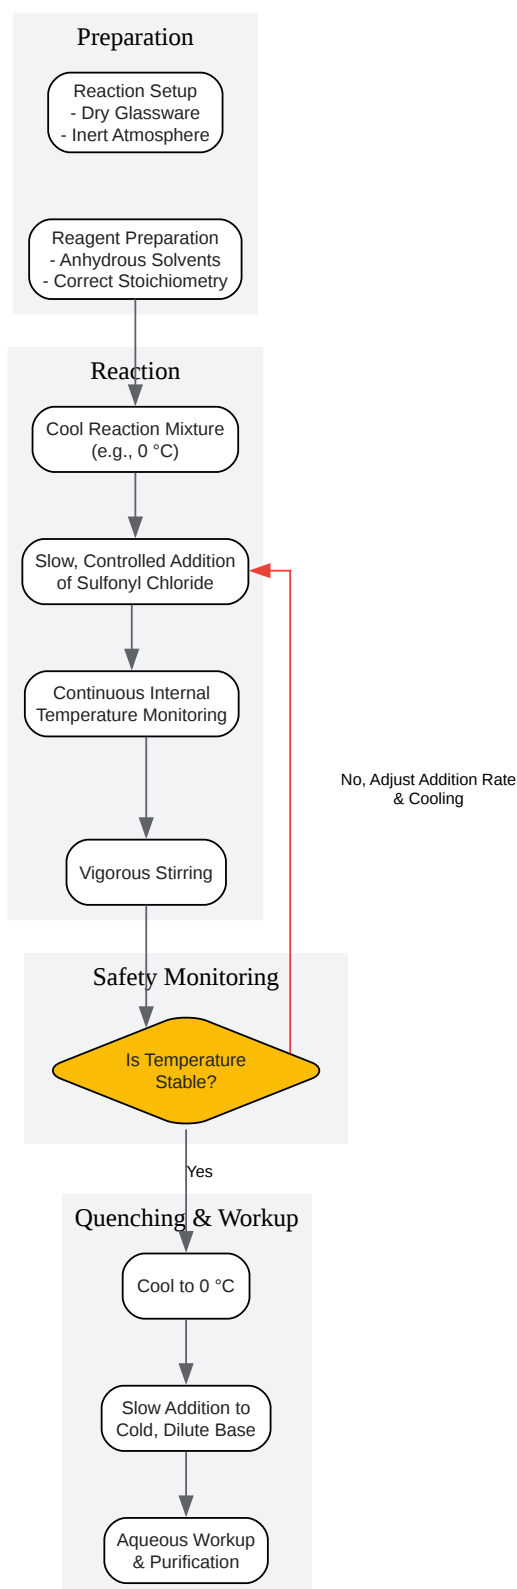 Preparation
Reaction Setup
- Dry Glassware
- Inert Atmosphere
Reagent Preparation
- Anhydrous Solvents
- Correct Stoichiometry
Reaction
Cool Reaction Mixture
(e.g., 0 °C)
Slow, Controlled Addition
of Sulfonyl Chloride
Continuous Internal
Temperature Monitoring
No, Adjust Addition Rate
& Cooling
Vigorous Stirring
Safety Monitoring
Is Temperature
Stable?
Yes
Quenching & Workup
Cool to 0 °C
Slow Addition to
Cold, Dilute Base
Aqueous Workup
& Purification